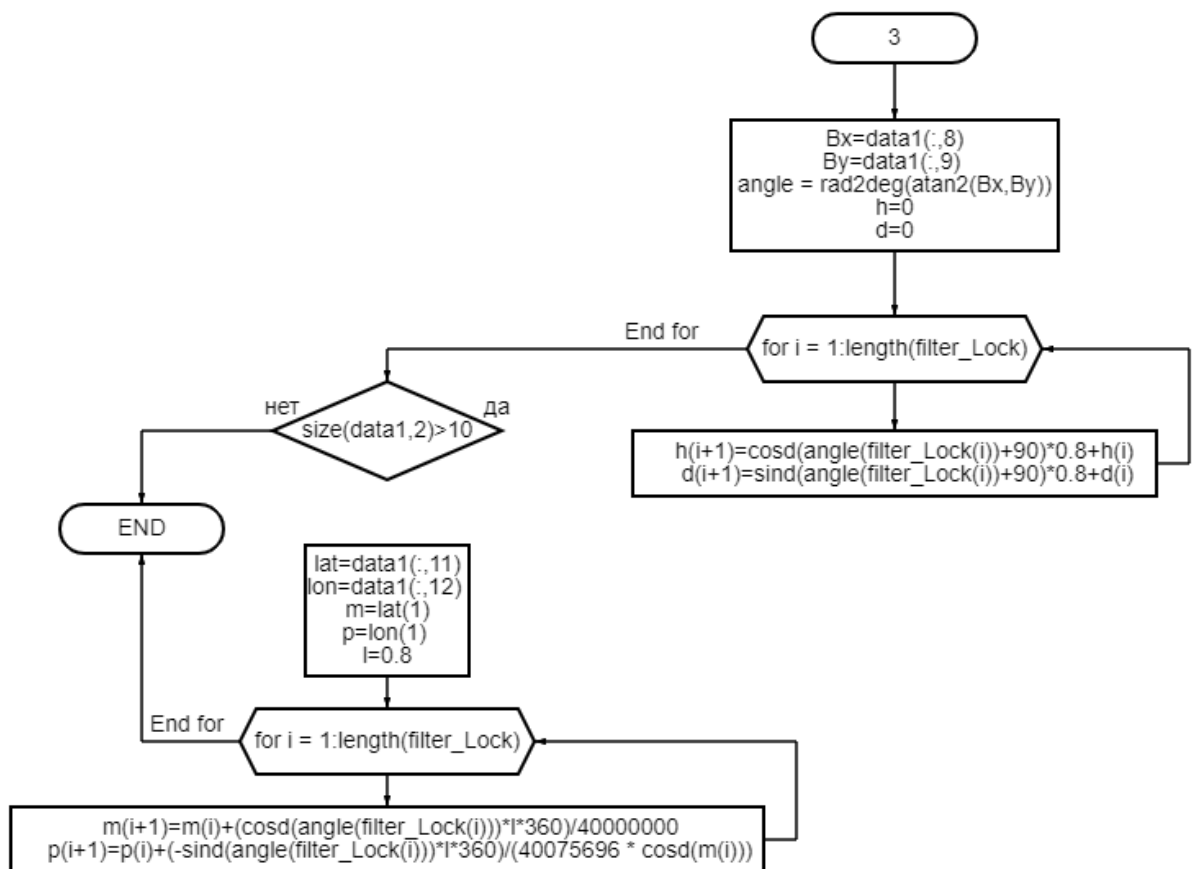 3
Bx=data1(:,8)
By=data1(:,9)
angle = rad2deg(atan2(Bx,By))
h=0
d=0
for i = 1:length(filter_Lock)
End for
h(i+1)=cosd(angle(filter_Lock(i))+90)*0.8+h(i)
d(i+1)=sind(angle(filter_Lock(i))+90)*0.8+d(i)
нет
да
size(data1,2)>10
END
lat=data1(:,11)
lon=data1(:,12)
m=lat(1)
p=lon(1)
l=0.8
End for
for i = 1:length(filter_Lock)
m(i+1)=m(i)+(cosd(angle(filter_Lock(i)))*l*360)/40000000
p(i+1)=p(i)+(-sind(angle(filter_Lock(i)))*l*360)/(40075696 * cosd(m(i)))